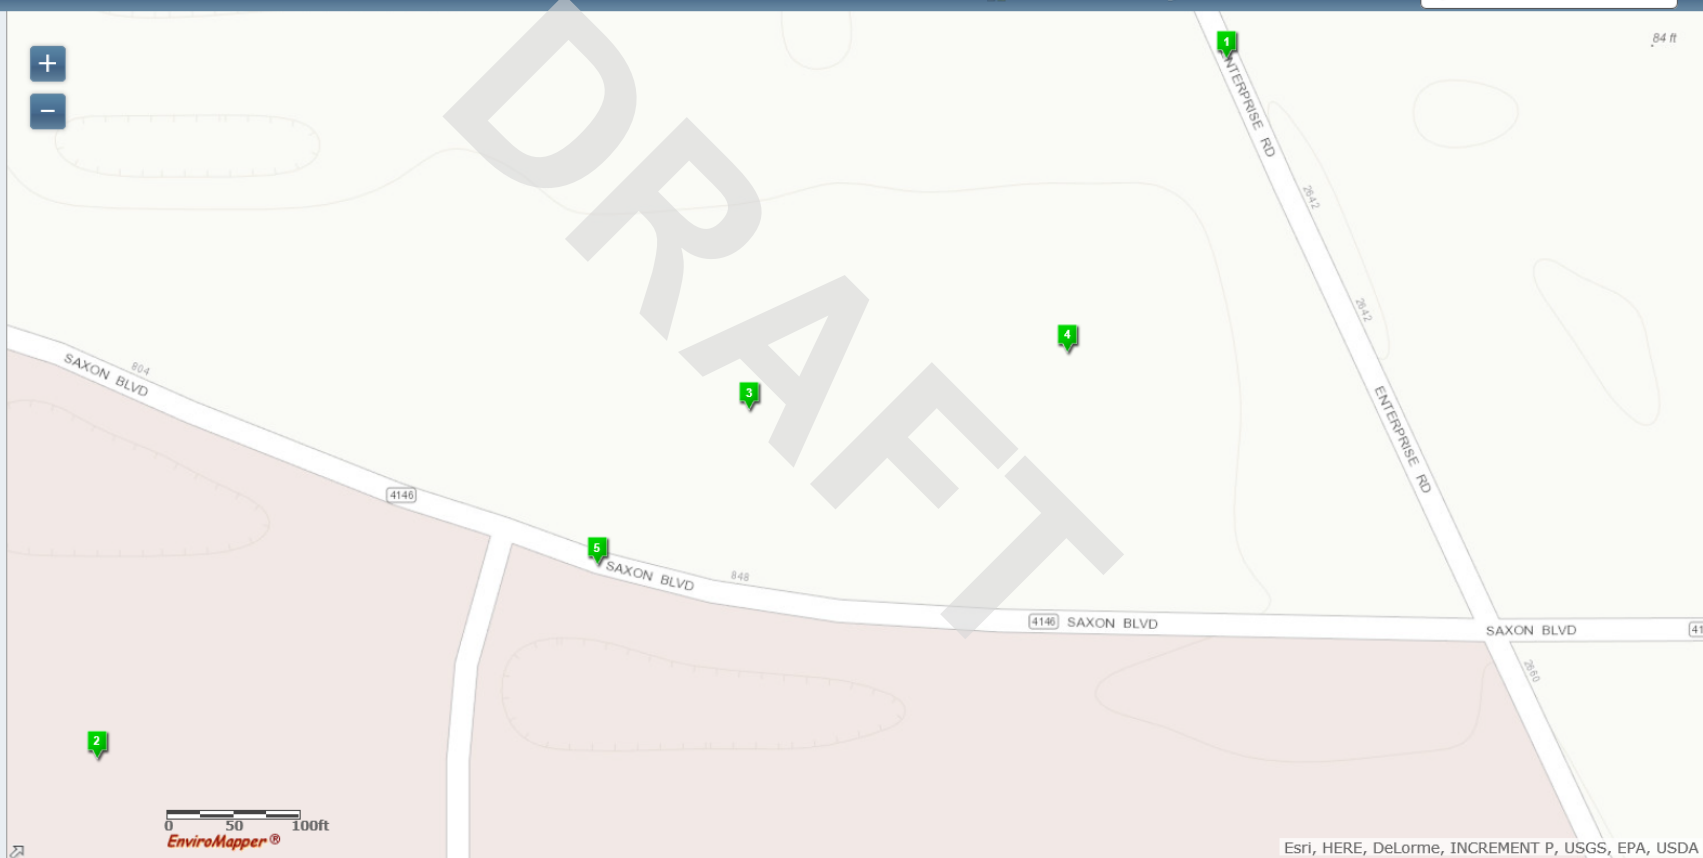 1
84 ft
+
−
ENTERPRISE RD
DRAFT
2642
2642
4
SAXON BLVD
804
3
ENTERPRISE RD
4146
5
SAXON BLVD
848
4146 SAXON BLVD
SAXON BLVD
41
2660
2
0 50 100ft
EnviroMapper ®
Esri, HERE, DeLorme, INCREMENT P, USGS, EPA, USDA